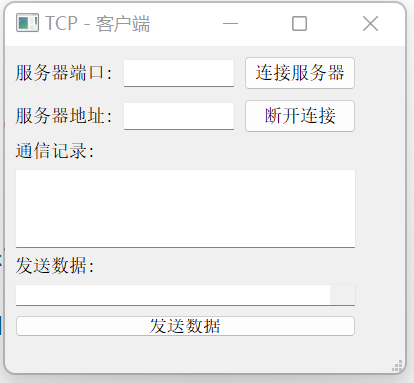 TCP - 客户端
服务器端口： 连接服务器
服务器地址： 断开连接
通信记录：
发送数据：
发送数据